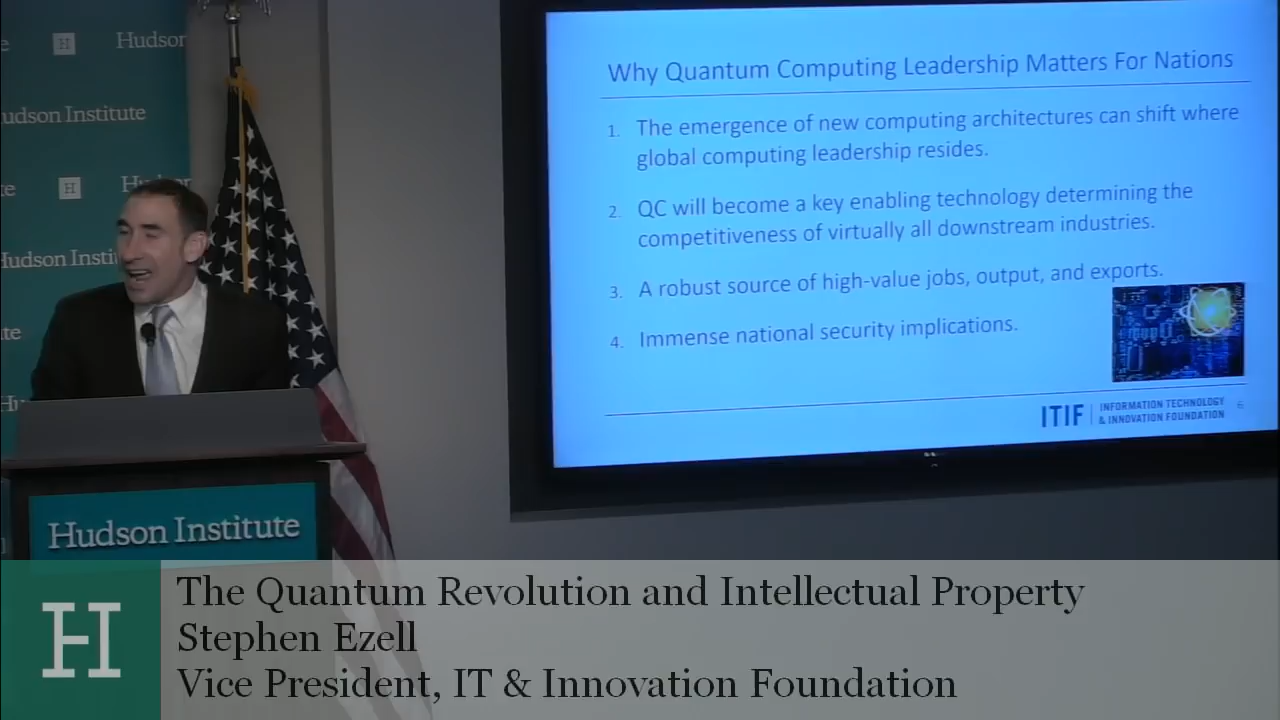 Hudson
Hudson Institute
Why Quantum Computing Leadership Matters For Nations
1. The emergence of new computing architectures can shift where
global computing leadership resides.
2. QC will become a key enabling technology determining the
competitiveness of virtually all downstream industries.
3. A robust source of high-value jobs, output, and exports.
4. Immense national security implications.
ITIF | INFORMATION TECHNOLOGY
& INNOVATION FOUNDATION
6
Hudson Institute
H
The Quantum Revolution and Intellectual Property
Stephen Ezell
Vice President, IT & Innovation Foundation